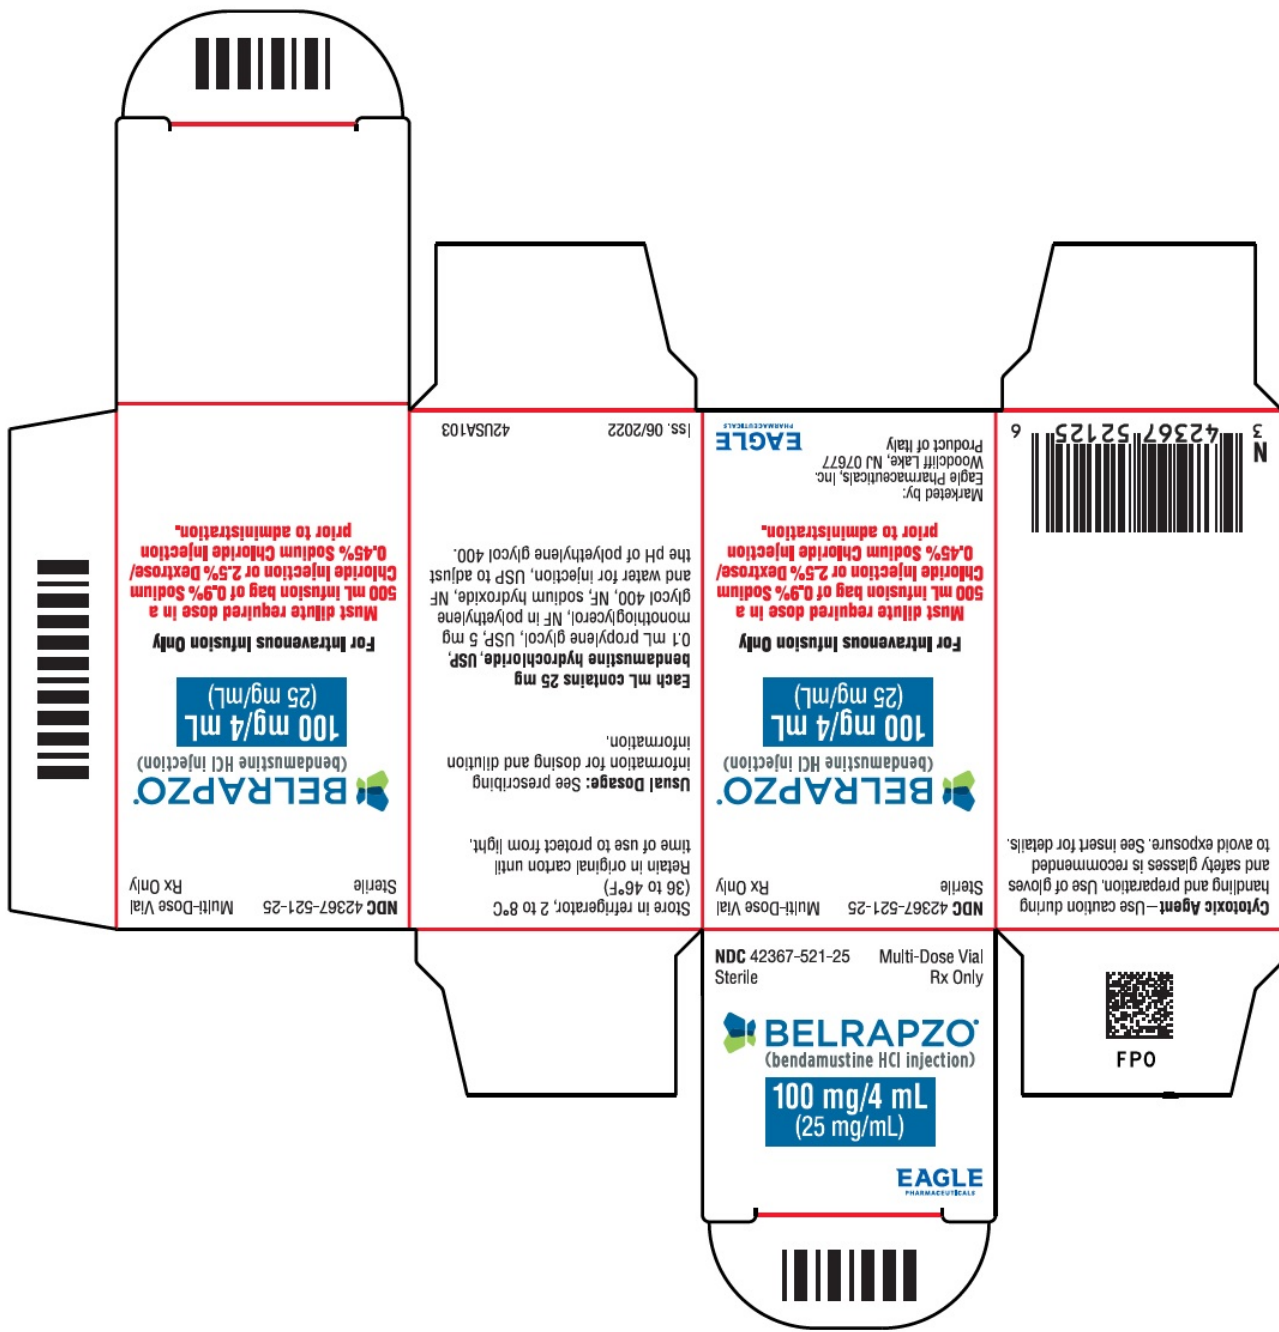 NDC 42367-521-25 Multi-Dose Vial
Sterile Rx Only
BELRAPZO®
(bendamustine HCl injection)
100 mg/4 mL
(25 mg/mL)
For Intravenous Infusion Only
Must dilute required dose in a
500 mL infusion bag of 0.9% Sodium
Chloride Injection or 2.5% Dextrose/
0.45% Sodium Chloride Injection
prior to administration.
Store in refrigerator, 2 to 8°C
(36 to 46°F)
Retain in original carton until
time of use to protect from light.
Usual Dosage: See prescribing
information for dosing and dilution
information.
Each mL contains 25 mg
bendamustine hydrochloride, USP,
0.1 mL propylene glycol, USP, 5 mg
monothioglycerol, NF in polyethylene
glycol 400, NF, sodium hydroxide, NF
and water for injection, USP to adjust
the pH of polyethylene glycol 400.
Iss. 06/2022 42USA103
NDC 42367-521-25 Multi-Dose Vial
Sterile Rx Only
BELRAPZO®
(bendamustine HCl injection)
100 mg/4 mL
(25 mg/mL)
For Intravenous Infusion Only
Must dilute required dose in a
500 mL infusion bag of 0.9% Sodium
Chloride Injection or 2.5% Dextrose/
0.45% Sodium Chloride Injection
prior to administration.
Marketed by:
Eagle Pharmaceuticals, Inc.
Woodcliff Lake, NJ 07677
Product of Italy
EAGLE
PHARMACEUTICALS
Cytotoxic Agent—Use caution during
handling and preparation. Use of gloves
and safety glasses is recommended
to avoid exposure. See insert for details.
N
3 42367 52125 6
NDC 42367-521-25 Multi-Dose Vial
Sterile Rx Only
BELRAPZO®
(bendamustine HCl injection)
100 mg/4 mL
(25 mg/mL)
EAGLE
PHARMACEUTICALS
FPO